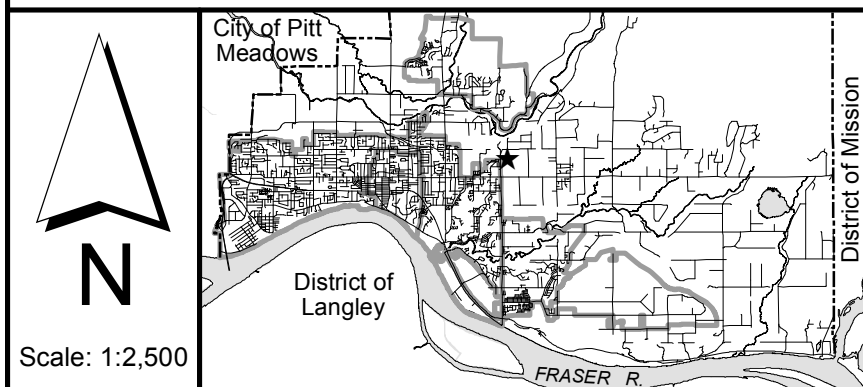 City of Pitt
Meadows
District of Mission
District of
Langley
N
Scale: 1:2,500
FRASER R.